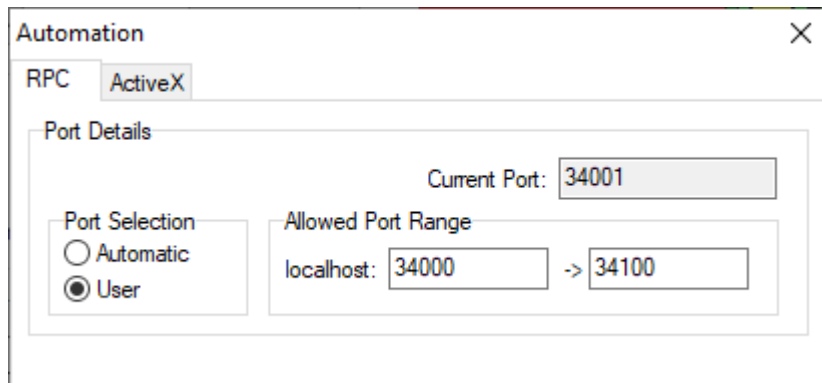 Automation
RPC
ActiveX
Port Details
Current Port: 34001
Port Selection
Automatic
User
Allowed Port Range
localhost: 34000 -> 34100